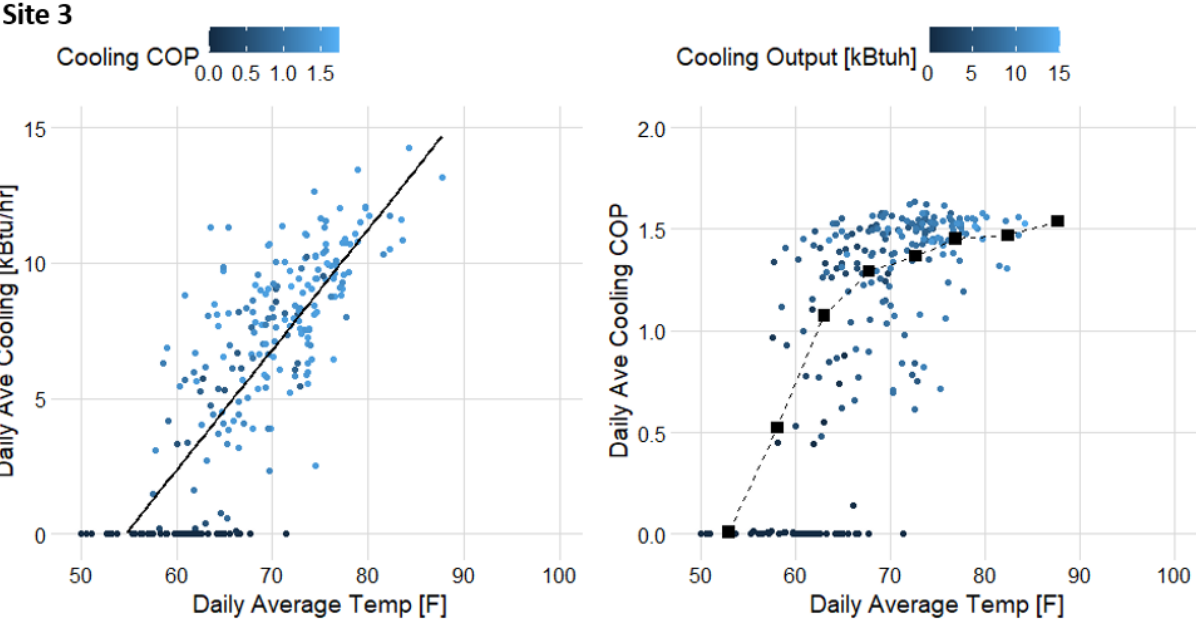 Site 3
Cooling COP
0.0 0.5 1.0 1.5
Cooling Output [kBtuh]
0 5 10 15
Daily Ave Cooling [kBtu/hr]
15
10
5
0
50 60 70 80 90 100
Daily Average Temp [F]
Daily Ave Cooling COP
2.0
1.5
1.0
0.5
0.0
50 60 70 80 90 100
Daily Average Temp [F]